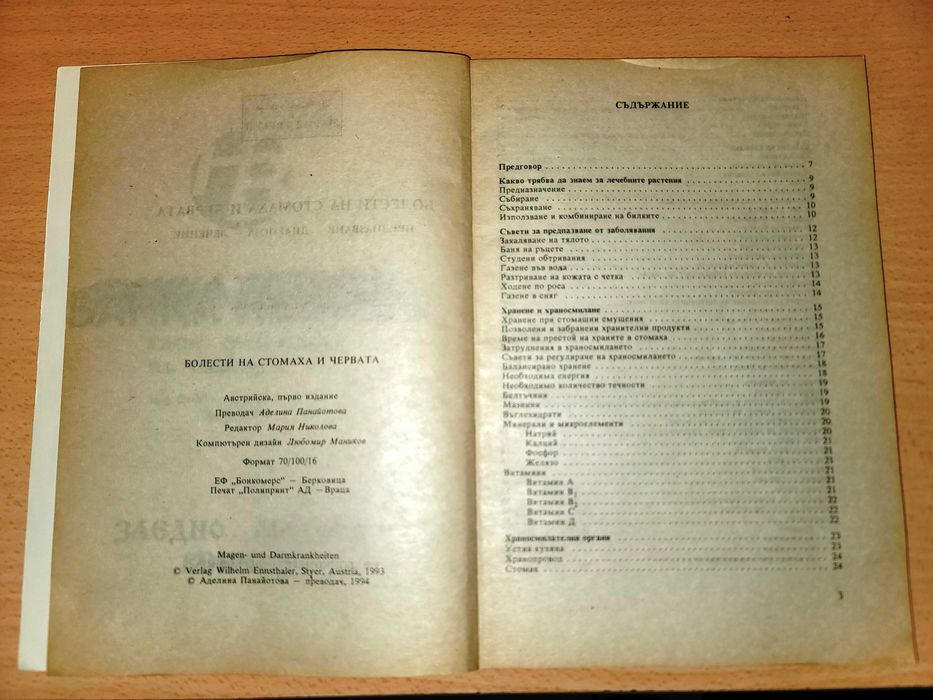 БОЛЕСТИ НА СТОМАХА И ЧЕРВАТА
Австрийска, първо издание
Преводач Аделина Панайотова
Редактор Мария Николова
Компютърен дизайн Любомир Маников
Формат 70/100/16
ЕФ „Бонкомерс" — Берковица
Печат „Полипринт" АД —Враца
Magen- und Darmkrankheiten
© Verlag Wilhelm Ennsthaler, Styer, Austria, 1993
© Аделина Панайотова — преводач, 1994
СЪДЪРЖАНИЕ
Предговор 7
Какво трябва да знаем за лечебните растения 9
Предназначение 9
Събиране 9
Съхраняване 10
Използване и комбиниране на билките 10
Съвети за предпазване от заболявания 12
Закаляване на тялото 12
Баня на ръцете 13
Студени обтривания 13
Газене във вода 13
Разтриване на кожата с четка 13
Ходене по роса 14
Газене в сняг 14
Хранене и храносмилане 15
Хранене при стомашни смущения 15
Позволени и забранени хранителни продукти 15
Време на престой на храните в стомаха 16
Затруднения в храносмилането 17
Съвети за регулиране на храносмилането 17
Балансирано хранене 18
Необходима енергия 18
Необходимо количество течности 19
Белтъчини 19
Мазнини 19
Въглехидрати 20
Минерали и микроелементи 20
Натрий 20
Калций 21
Фосфор 21
Желязо 21
Витамини 21
Витамин А 21
Витамин В1 21
Витамин В2 22
Витамин С 22
Витамин Д 22
Храносмилателни органи 23
Устна кухина 23
Хранопровод 24
Стомах 24
3